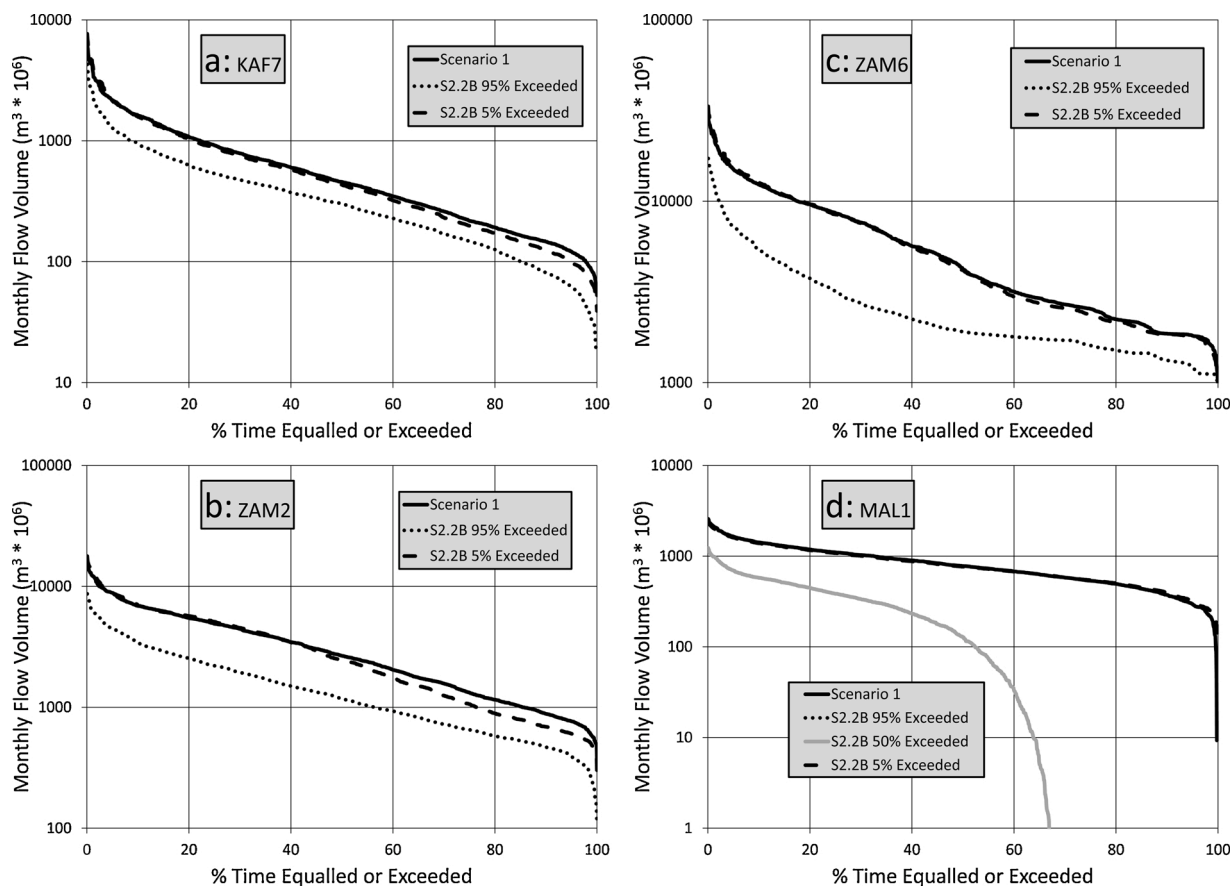 a: KAF7
Monthly Flow Volume (m³ * 10⁶)
10000
1000
100
10
Scenario 1
S2.2B 95% Exceeded
S2.2B 5% Exceeded
0 20 40 60 80 100
% Time Equalled or Exceeded
c: ZAM6
Monthly Flow Volume (m³ * 10⁶)
100000
10000
1000
Scenario 1
S2.2B 95% Exceeded
S2.2B 5% Exceeded
0 20 40 60 80 100
% Time Equalled or Exceeded
b: ZAM2
Monthly Flow Volume (m³ * 10⁶)
100000
10000
1000
100
Scenario 1
S2.2B 95% Exceeded
S2.2B 5% Exceeded
0 20 40 60 80 100
% Time Equalled or Exceeded
d: MAL1
Monthly Flow Volume (m³ * 10⁶)
10000
1000
100
10
1
Scenario 1
S2.2B 95% Exceeded
S2.2B 50% Exceeded
S2.2B 5% Exceeded
0 20 40 60 80 100
% Time Equalled or Exceeded